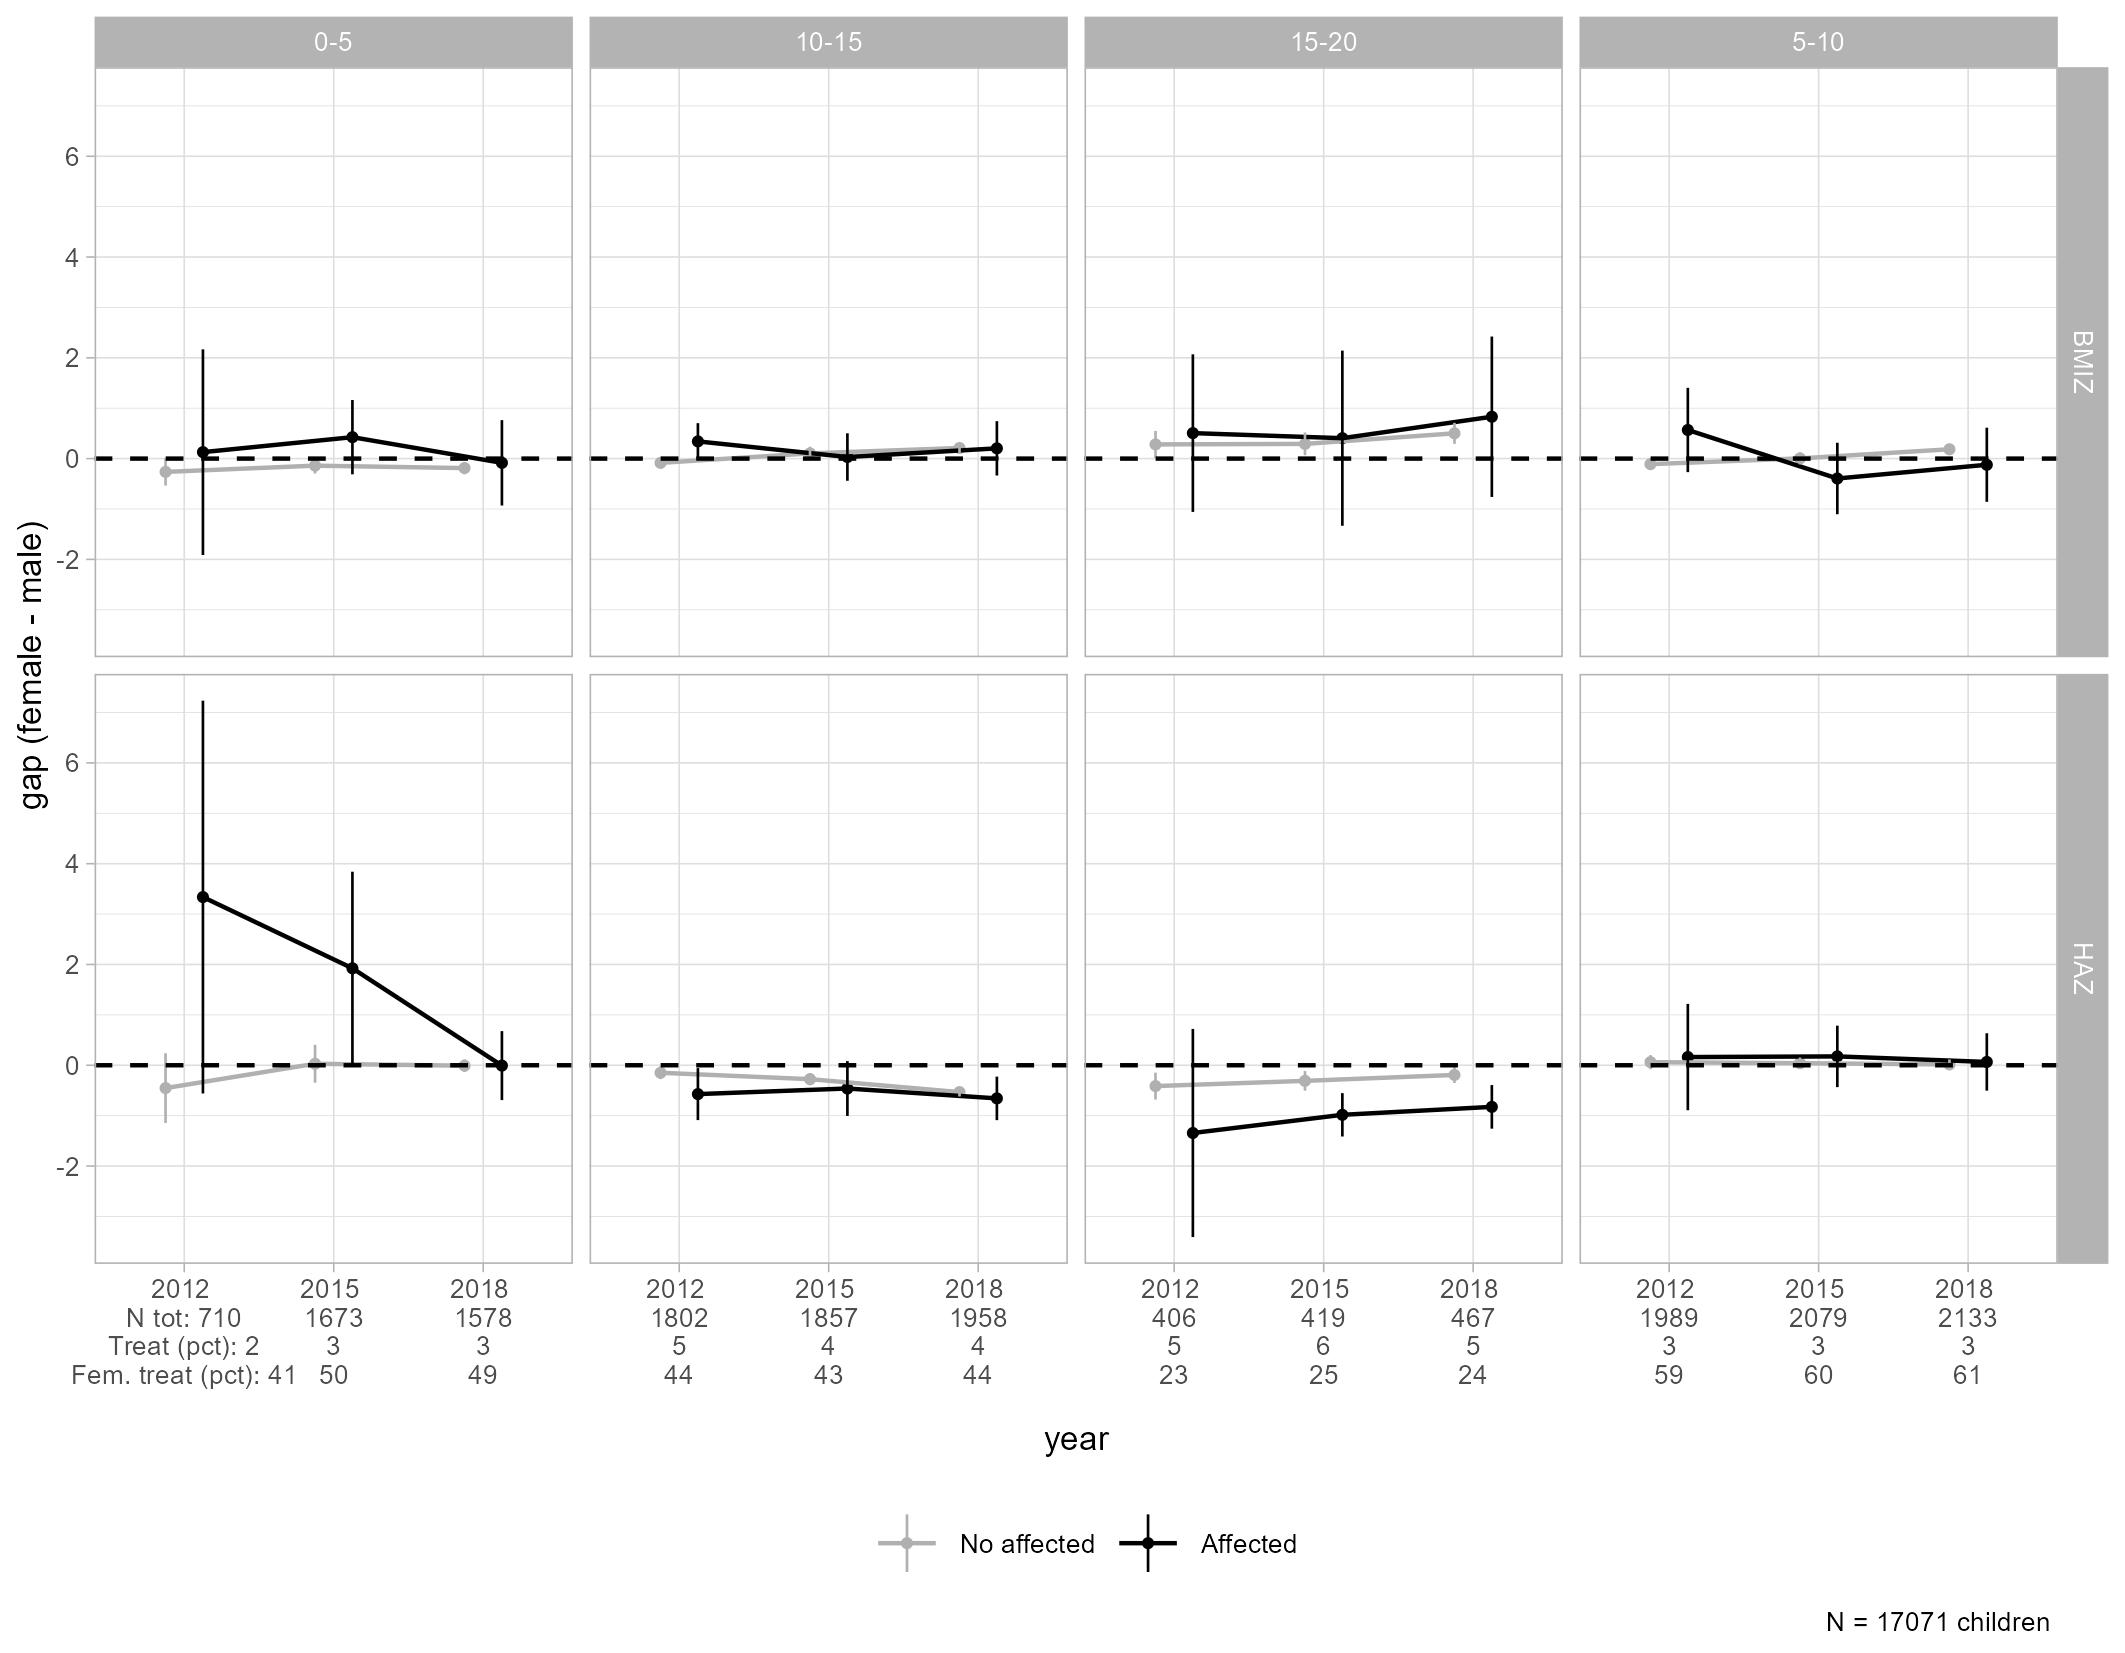 0-5 10-15 15-20 5-10
gap (female - male)
6
4
2
0
-2
BMIZ
6
4
2
0
-2
HAZ
2012 2015 2018 2012 2015 2018 2012 2015 2018 2012 2015 2018
N tot: 710 1673 1578 1802 1857 1958 406 419 467 1989 2079 2133
Treat (pct): 2 3 3 5 4 4 5 6 5 3 3 3
Fem. treat (pct): 41 50 49 44 43 44 23 25 24 59 60 61
year
No affected Affected
N = 17071 children